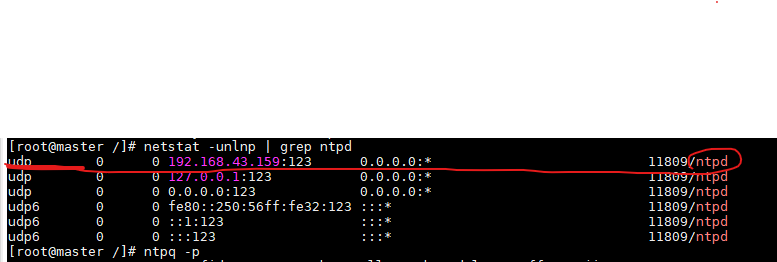 [root@master /]# netstat -unlnp | grep ntpd
udp 0 0 192.168.43.159:123 0.0.0.0:* 11809/ntpd
udp 0 0 127.0.0.1:123 0.0.0.0:* 11809/ntpd
udp 0 0 0.0.0.0:123 0.0.0.0:* 11809/ntpd
udp6 0 0 fe80::250:56ff:fe32:123 :::* 11809/ntpd
udp6 0 0 ::1:123 :::* 11809/ntpd
udp6 0 0 :::123 :::* 11809/ntpd
[root@master /]# ntpq -p